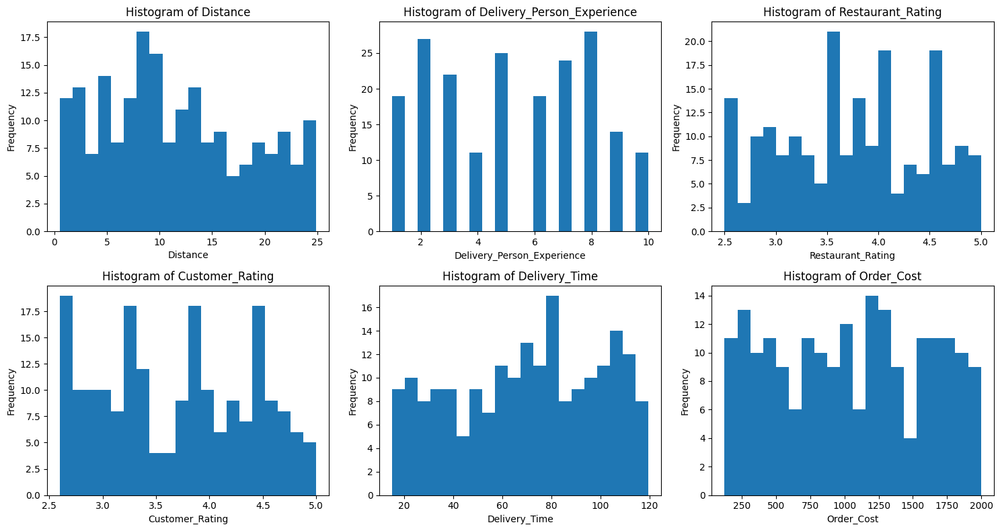 Histogram of Distance
17.5
15.0
12.5
10.0
7.5
5.0
2.5
0.0
Frequency
0 5 10 15 20 25
Distance
Histogram of Delivery_Person_Experience
25
20
15
10
5
0
Frequency
2 4 6 8 10
Delivery_Person_Experience
Histogram of Restaurant_Rating
20.0
17.5
15.0
12.5
10.0
7.5
5.0
2.5
0.0
Frequency
2.5 3.0 3.5 4.0 4.5 5.0
Restaurant_Rating
Histogram of Customer_Rating
17.5
15.0
12.5
10.0
7.5
5.0
2.5
0.0
Frequency
2.5 3.0 3.5 4.0 4.5 5.0
Customer_Rating
Histogram of Delivery_Time
16
14
12
10
8
6
4
2
0
Frequency
20 40 60 80 100 120
Delivery_Time
Histogram of Order_Cost
14
12
10
8
6
4
2
0
Frequency
250 500 750 1000 1250 1500 1750 2000
Order_Cost